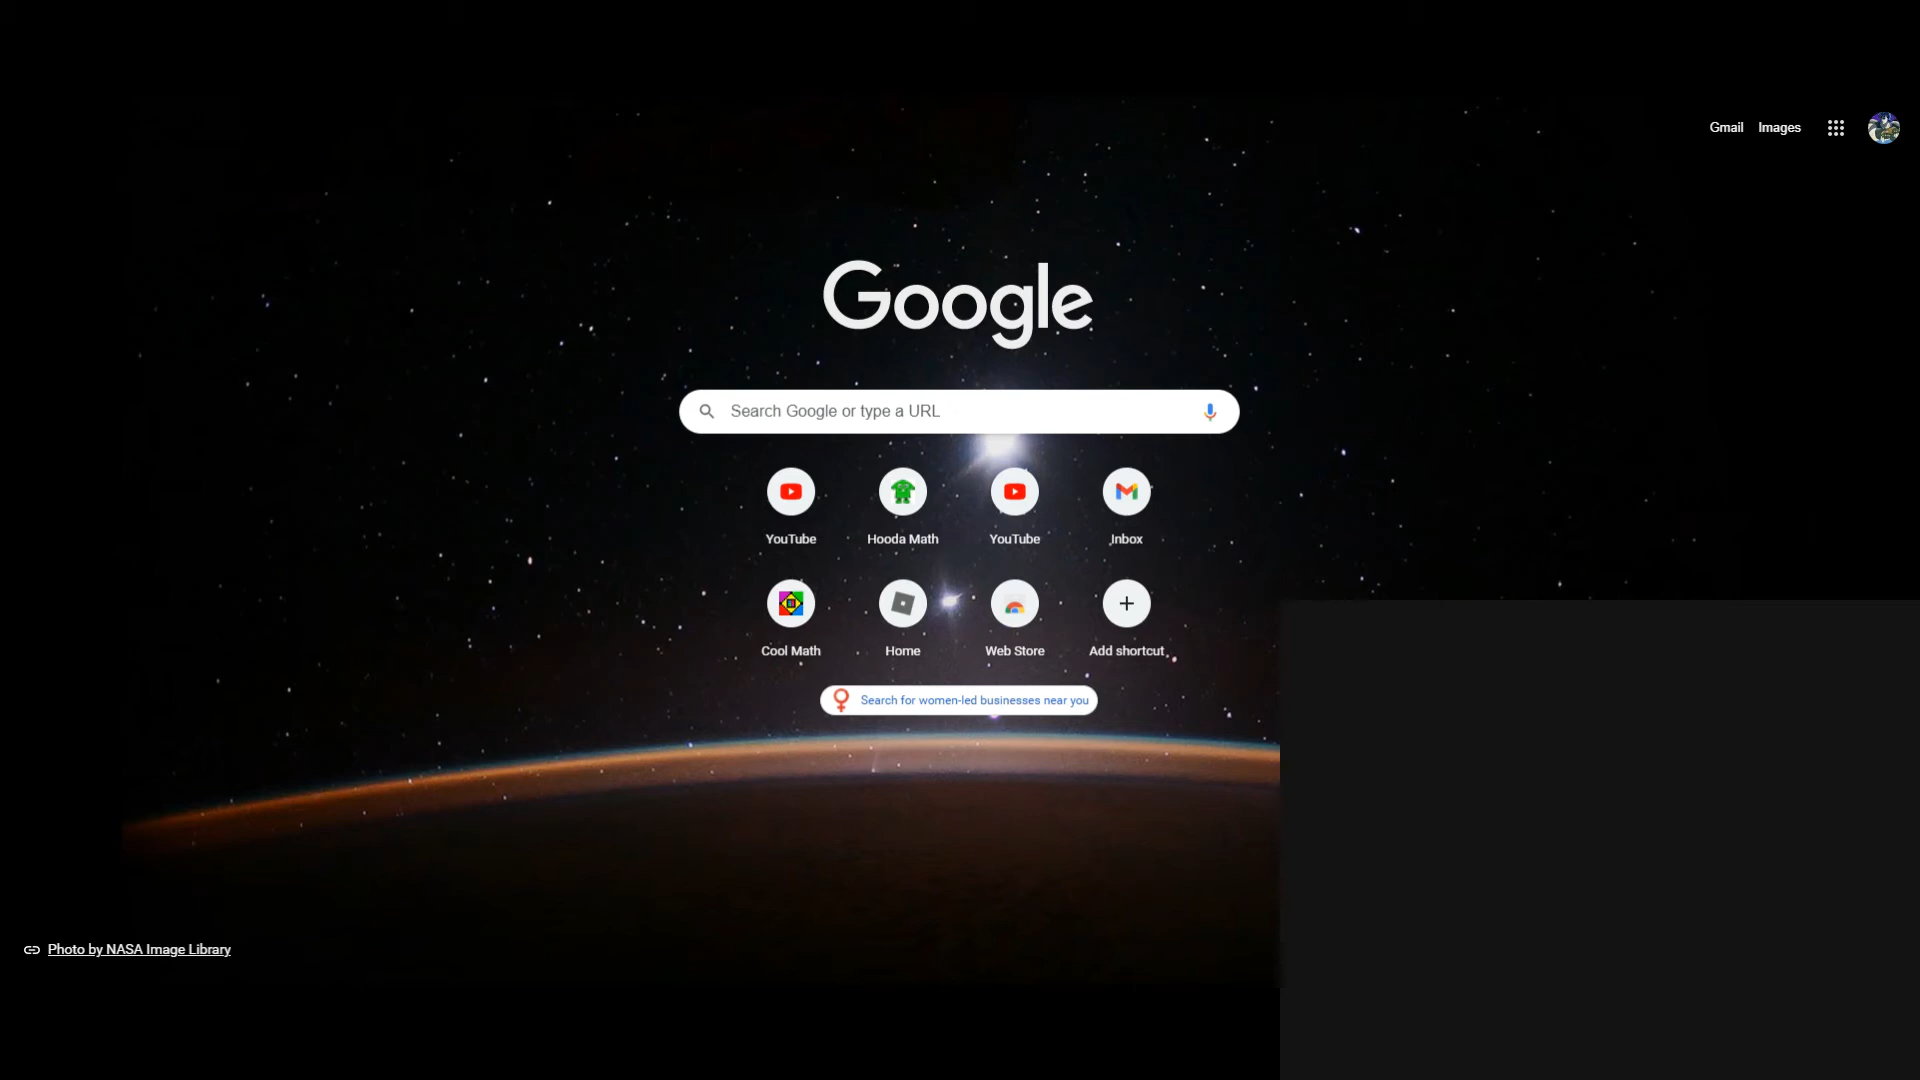 Gmail Images
Google
Search Google or type a URL
YouTube Hooda Math YouTube Inbox
Cool Math Home Web Store Add shortcut
Search for women-led businesses near you
Photo by NASA Image Library